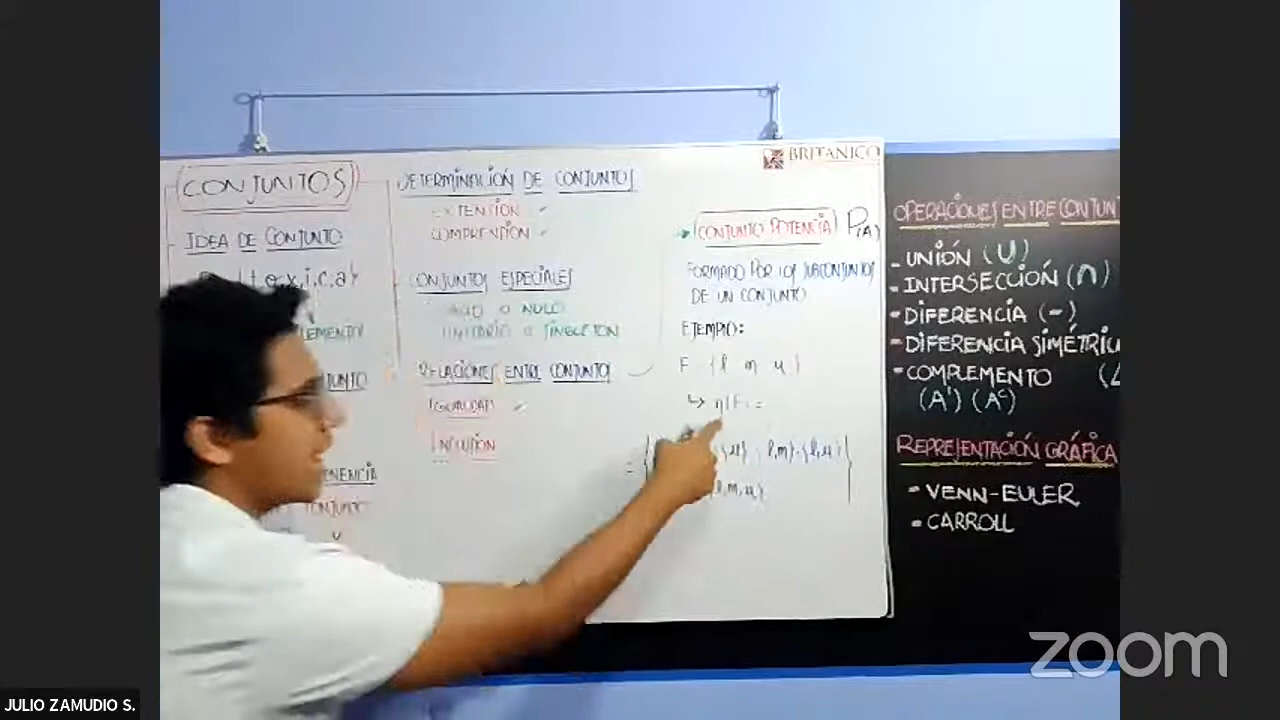 BRITANICO
CONJUNTOS
IDEA DE CONJUNTO
t,o,x,i,c,a}
DETERMINACIÓN DE CONJUNTOS
EXTENSIÓN
COMPRENSIÓN
CONJUNTOS ESPECIALES
O NULO
UNITARIO O SINGLETON
RELACIONES ENTRE CONJUNTOS
IGUALDAD
INCLUSIÓN
CONJUNTO POTENCIA P(A)
FORMADO POR LOS SUBCONJUNTOS
DE UN CONJUNTO
EJEMPLO:
F {l m u}
{l,m,u}
OPERACIONES ENTRE CONJUNT
- UNIÓN (U)
- INTERSECCIÓN (∩)
- DIFERENCIA (-)
- DIFERENCIA SIMÉTRIC
- COMPLEMENTO
(A') (Aᶜ)
REPRESENTACIÓN GRÁFICA
- VENN-EULER
- CARROLL
zoom
JULIO ZAMUDIO S.